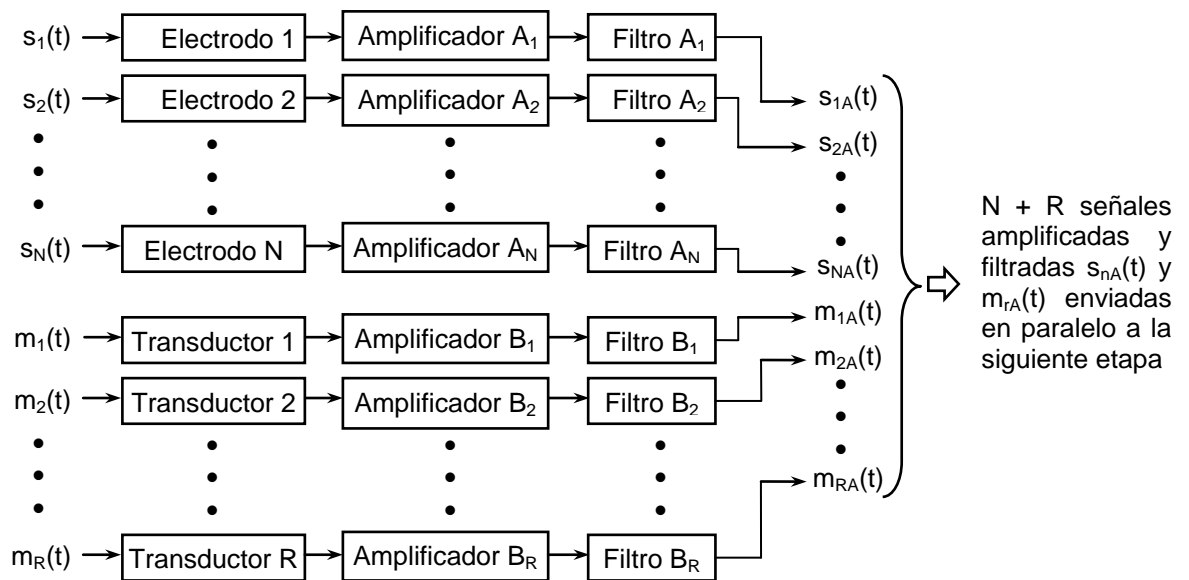 s1(t) Electrodo 1 Amplificador A1 Filtro A1
s2(t) Electrodo 2 Amplificador A2 Filtro A2
sN(t) Electrodo N Amplificador AN Filtro AN
m1(t) Transductor 1 Amplificador B1 Filtro B1
m2(t) Transductor 2 Amplificador B2 Filtro B2
mR(t) Transductor R Amplificador BR Filtro BR
s1A(t)
s2A(t)
sNA(t)
m1A(t)
m2A(t)
mRA(t)
N + R señales
amplificadas y
filtradas snA(t) y
mrA(t) enviadas
en paralelo a la
siguiente etapa